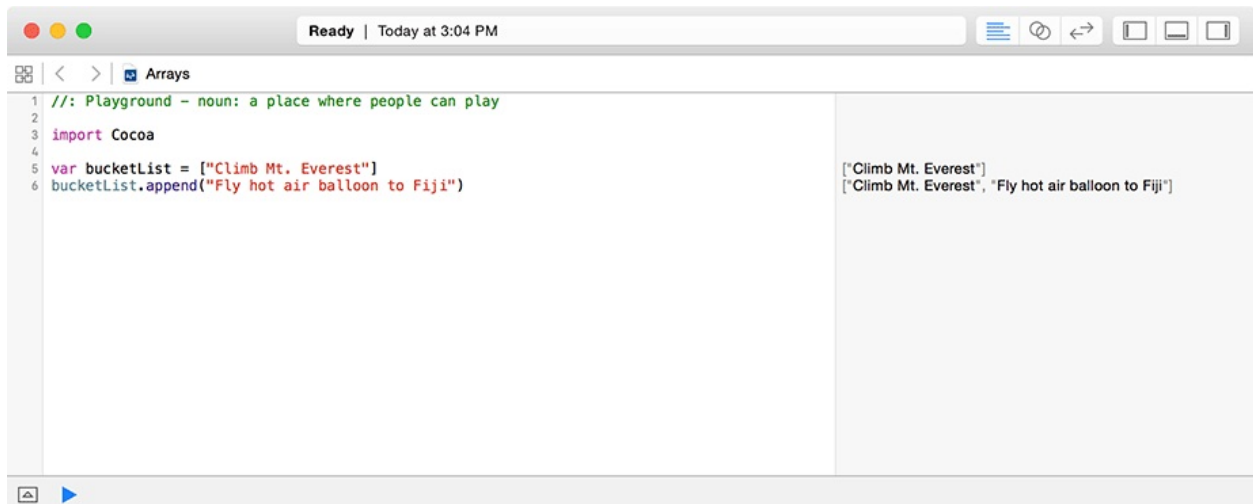 Ready | Today at 3:04 PM
Arrays
1 //: Playground – noun: a place where people can play
2
3 import Cocoa
4
5 var bucketList = ["Climb Mt. Everest"]
["Climb Mt. Everest"]
6 bucketList.append("Fly hot air balloon to Fiji")
["Climb Mt. Everest", "Fly hot air balloon to Fiji"]